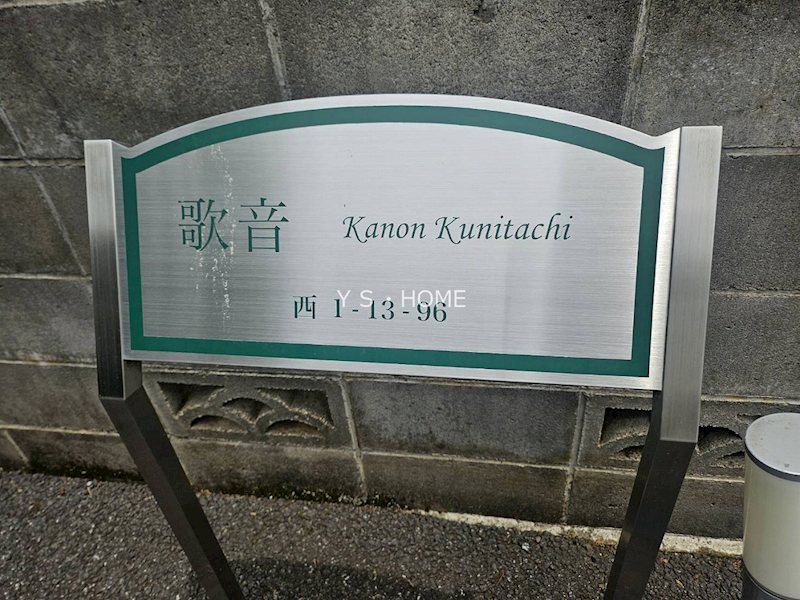 歌音 Kanon Kunitachi
西 1-13-96
Y S．HOME